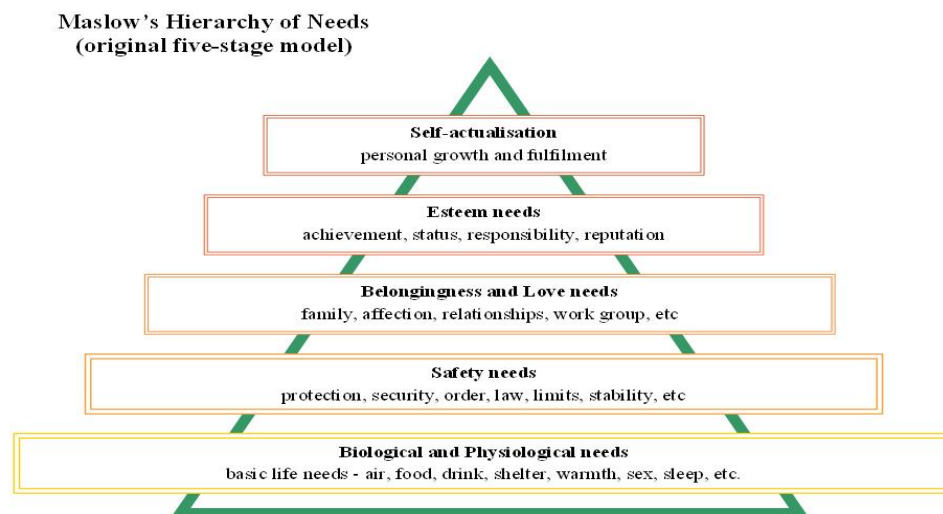 Maslow's Hierarchy of Needs
(original five-stage model)
Self-actualisation
personal growth and fulfilment
Esteem needs
achievement, status, responsibility, reputation
Belongingness and Love needs
family, affection, relationships, work group, etc
Safety needs
protection, security, order, law, limits, stability, etc
Biological and Physiological needs
basic life needs - air, food, drink, shelter, warmth, sex, sleep, etc.